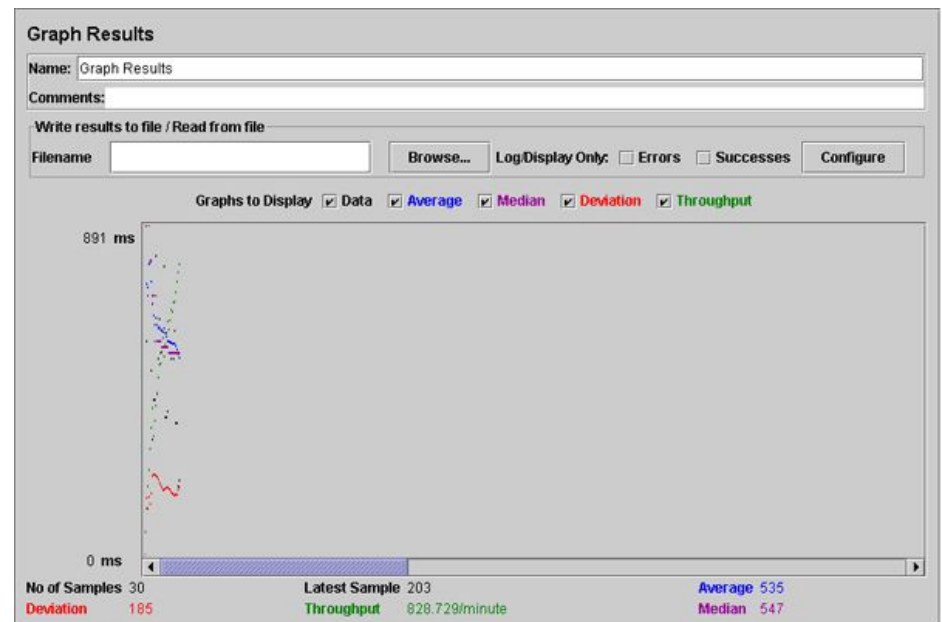 Graph Results
Name: Graph Results
Comments:
Write results to file / Read from file
Filename Browse... Log/Display Only: Errors Successes Configure
Graphs to Display Data Average Median Deviation Throughput
891 ms
0 ms
No of Samples 30 Latest Sample 203 Average 535
Deviation 185 Throughput 828.729/minute Median 547